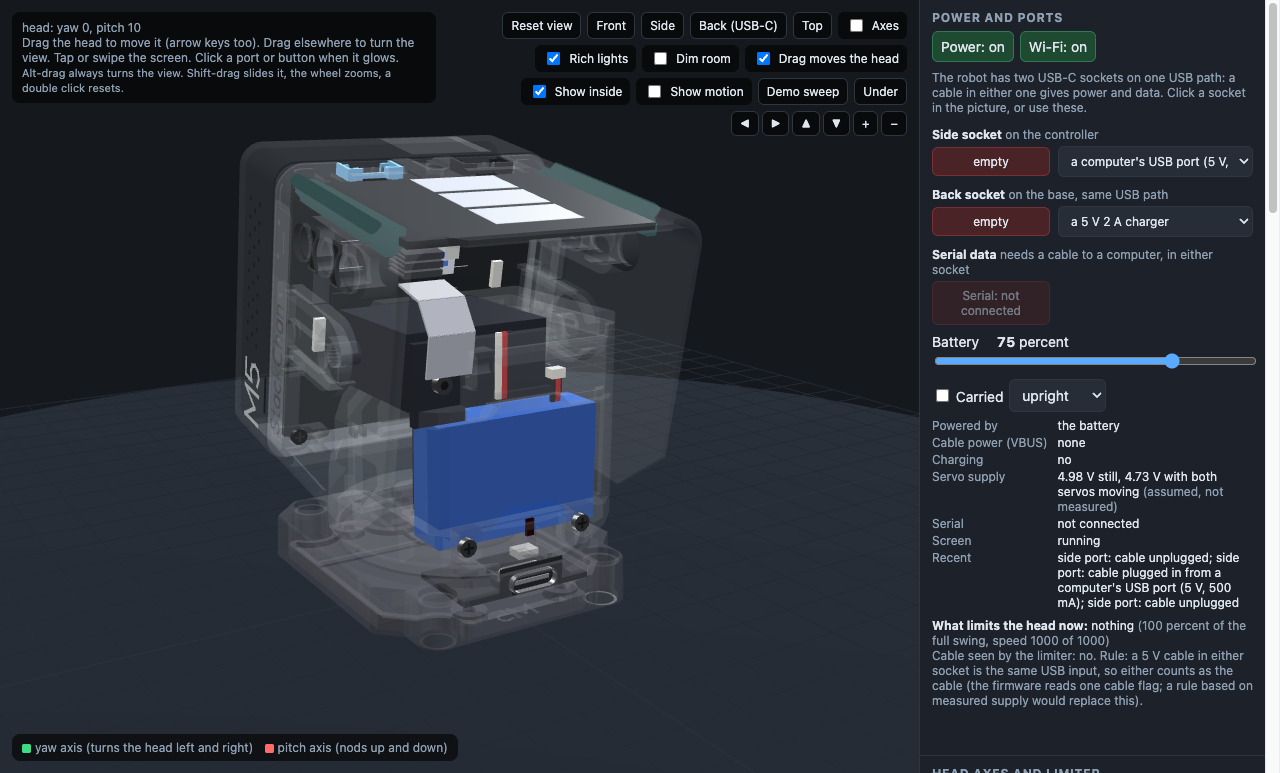 head: yaw 0, pitch 10
Drag the head to move it (arrow keys too). Drag elsewhere to turn the
view. Tap or swipe the screen. Click a port or button when it glows.
Alt-drag always turns the view. Shift-drag slides it, the wheel zooms, a
double click resets.
Reset view Front Side Back (USB-C) Top Axes
Rich lights Dim room Drag moves the head
Show inside Show motion Demo sweep Under
◄ ► ▲ ▼ + −
M5
yaw axis (turns the head left and right) pitch axis (nods up and down)
POWER AND PORTS
Power: on Wi-Fi: on
The robot has two USB-C sockets on one USB path: a
cable in either one gives power and data. Click a socket
in the picture, or use these.
Side socket on the controller
empty a computer's USB port (5 V,
Back socket on the base, same USB path
empty a 5 V 2 A charger
Serial data needs a cable to a computer, in either
socket
Serial: not
connected
Battery 75 percent
Carried upright
Powered by the battery
Cable power (VBUS) none
Charging no
Servo supply 4.98 V still, 4.73 V with both
servos moving (assumed, not
measured)
Serial not connected
Screen running
Recent side port: cable unplugged; side
port: cable plugged in from a
computer's USB port (5 V, 500
mA); side port: cable unplugged
What limits the head now: nothing (100 percent of the
full swing, speed 1000 of 1000)
Cable seen by the limiter: no. Rule: a 5 V cable in either
socket is the same USB input, so either counts as the
cable (the firmware reads one cable flag; a rule based on
measured supply would replace this).
HEAD AXES AND LIMITER